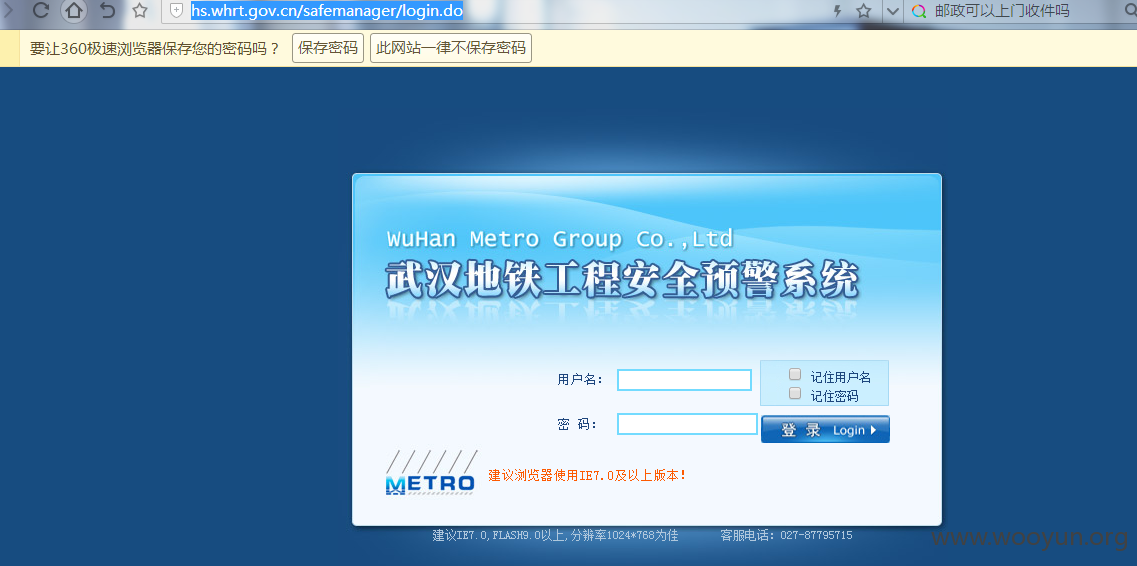 hs.whrt.gov.cn/safemanager/login.do
邮政可以上门收件吗
要让360极速浏览器保存您的密码吗？ 保存密码 此网站一律不保存密码
WuHan Metro Group Co.,Ltd
武汉地铁工程安全预警系统
用户名：
记住用户名
记住密码
密 码：
登 录 Login
METRO
建议浏览器使用IE7.0及以上版本！
建议IE7.0,FLASH9.0以上,分辨率1024*768为佳 客服电话：027-87795715
www.wooyun.org